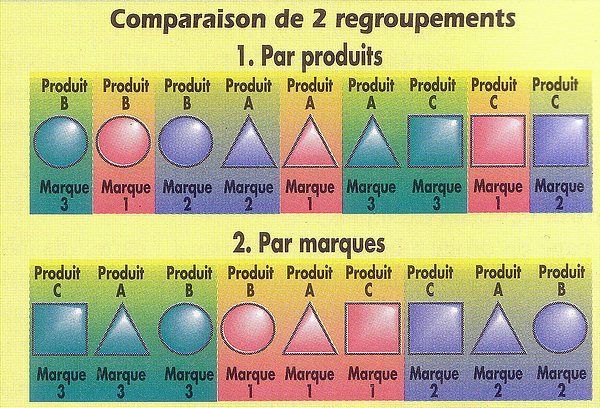 Comparaison de 2 regroupements
1. Par produits
Produit Produit Produit Produit Produit Produit Produit Produit Produit
B B B A A A C C C
Marque Marque Marque Marque Marque Marque Marque Marque Marque
3 1 2 2 1 3 3 1 2
2. Par marques
Produit Produit Produit Produit Produit Produit Produit Produit Produit
C A B B A C C A B
Marque Marque Marque Marque Marque Marque Marque Marque Marque
3 3 3 1 1 1 2 2 2